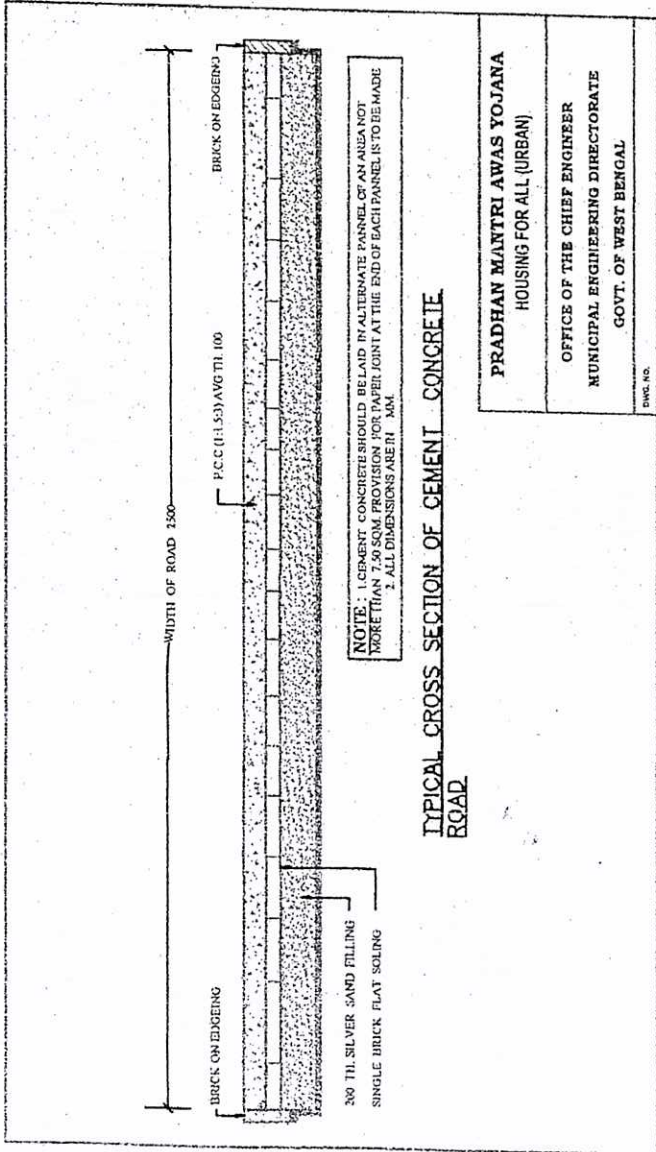 WIDTH OF ROAD 2500
BRICK ON EDGEING
P.C.C (1:1.5:3) AVG TH. 100
BRICK ON EDGEING
200 TH. SILVER SAND FILLING
SINGLE BRICK FLAT SOLING
NOTE : 1.CEMENT CONCRETE SHOULD BE LAID IN ALTERNATE PANNEL OF AN AREA NOT
MORE THAN 7.50 SQM. PROVISION FOR PAPER JOINT AT THE END OF EACH PANNEL IS TO BE MADE
2. ALL DIMENSIONS ARE IN MM.
TYPICAL CROSS SECTION OF CEMENT CONCRETE
ROAD
PRADHAN MANTRI AWAS YOJANA
HOUSING FOR ALL (URBAN)
OFFICE OF THE CHIEF ENGINEER
MUNICIPAL ENGINEERING DIRECTORATE
GOVT. OF WEST BENGAL
DWG. NO.